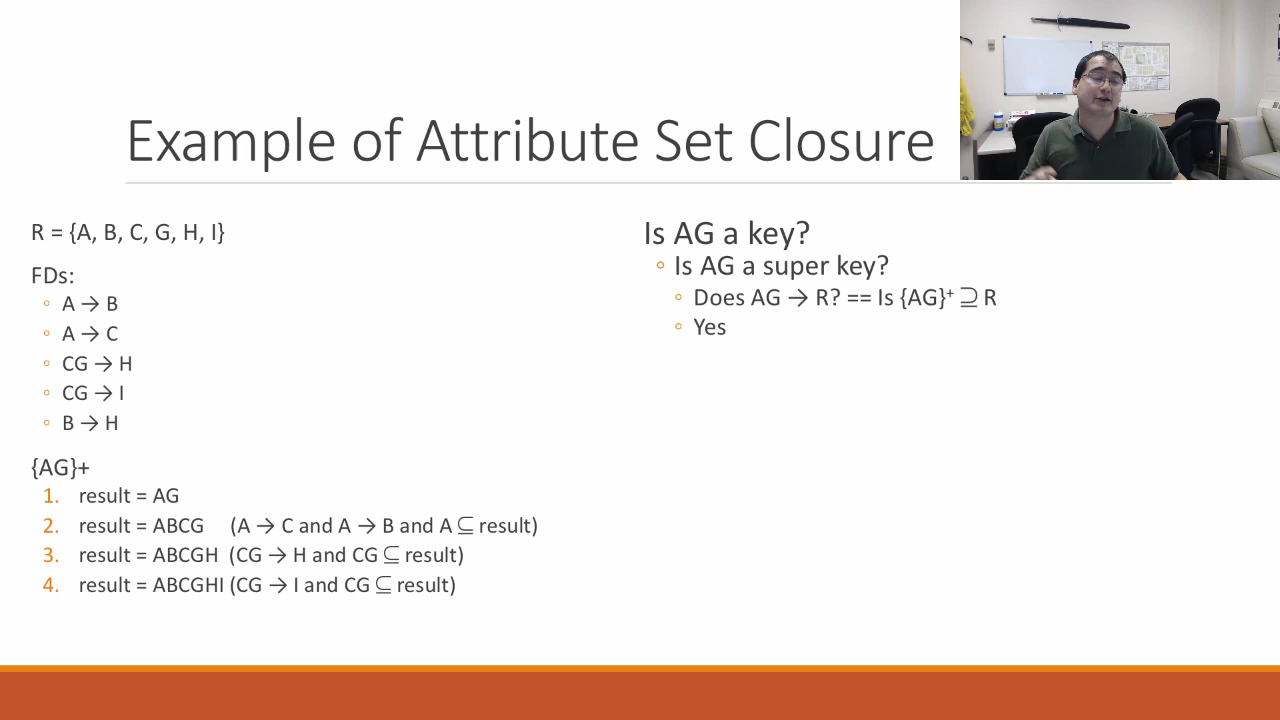 Example of Attribute Set Closure
R = {A, B, C, G, H, I}
FDs:
◦ A → B
◦ A → C
◦ CG → H
◦ CG → I
◦ B → H
{AG}+
1. result = AG
2. result = ABCG (A → C and A → B and A ⊆ result)
3. result = ABCGH (CG → H and CG ⊆ result)
4. result = ABCGHI (CG → I and CG ⊆ result)
Is AG a key?
◦ Is AG a super key?
◦ Does AG → R? == Is {AG}⁺ ⊇ R
◦ Yes